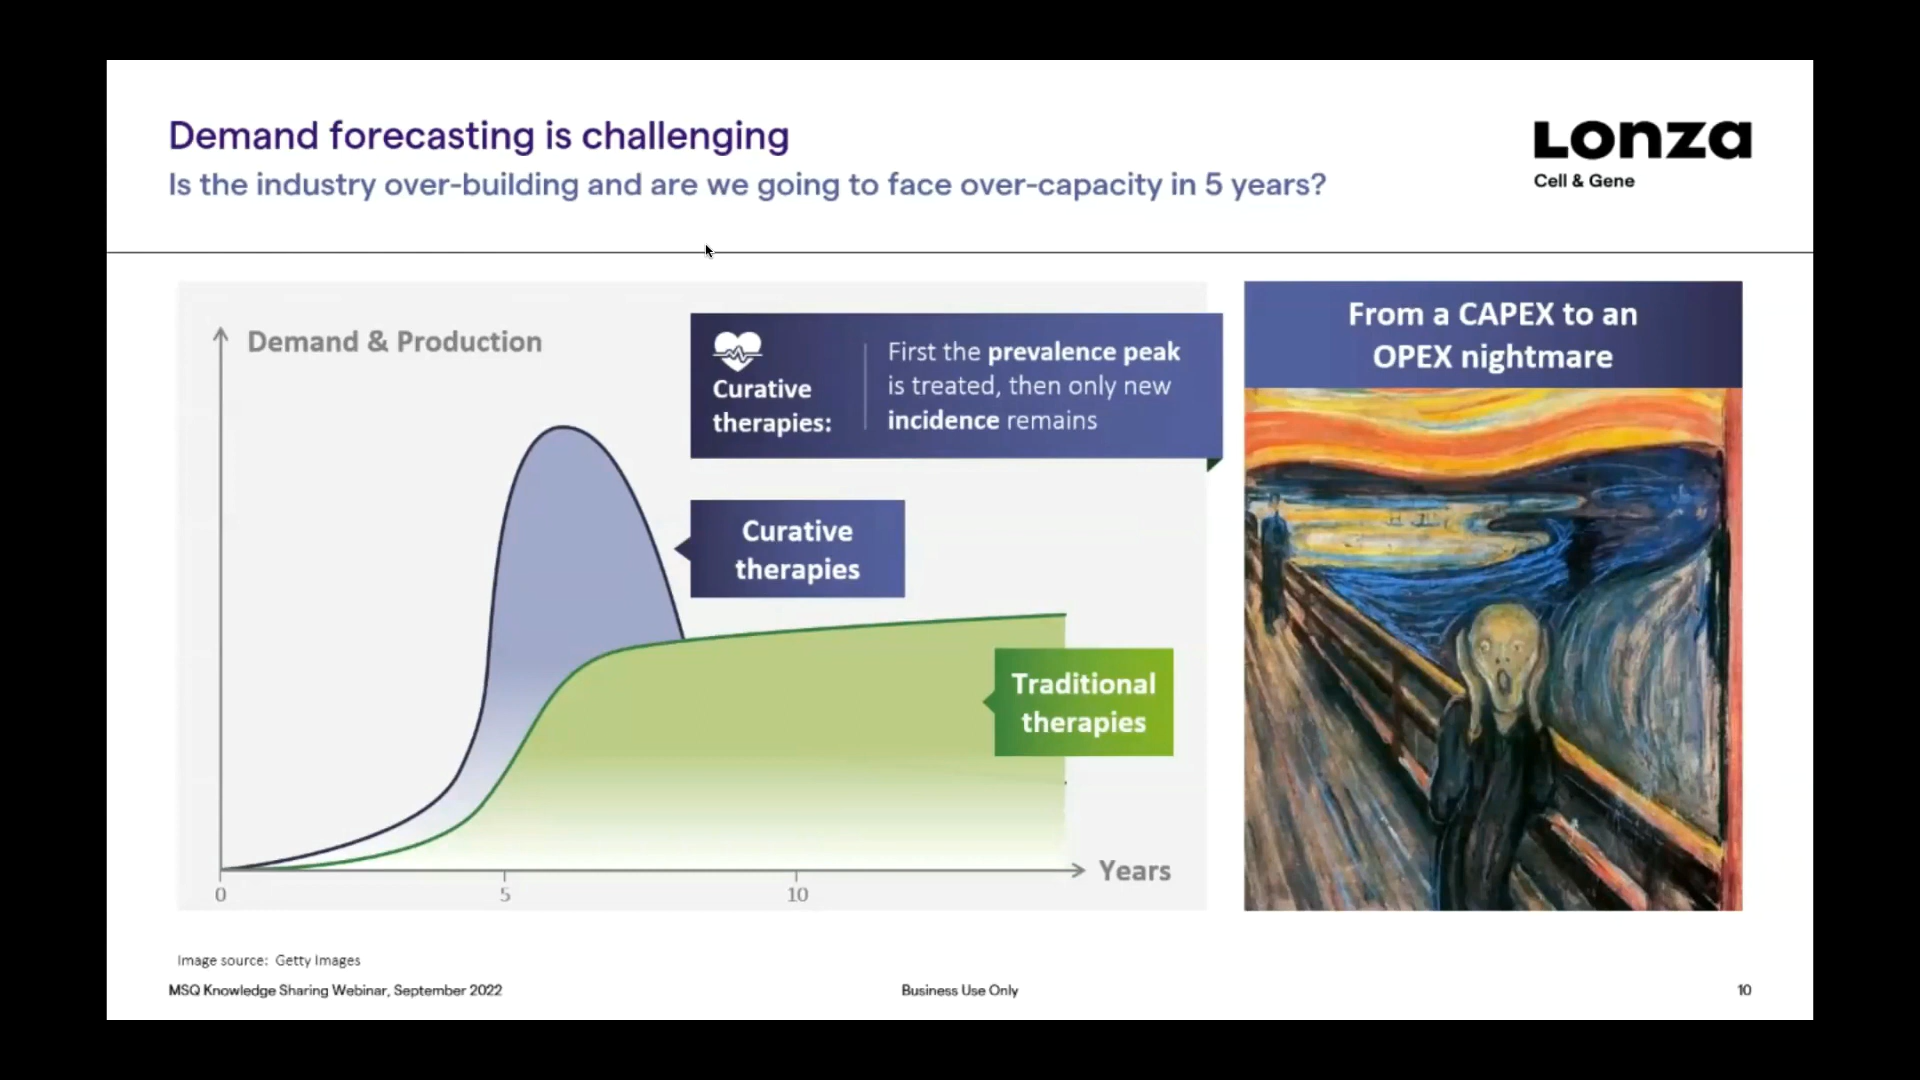 Demand forecasting is challenging
Is the industry over-building and are we going to face over-capacity in 5 years?
Lonza
Cell & Gene
Demand & Production
Curative
therapies:
First the prevalence peak
is treated, then only new
incidence remains
Curative
therapies
Traditional
therapies
Years
0
5
10
From a CAPEX to an
OPEX nightmare
Image source: Getty Images
MSQ Knowledge Sharing Webinar, September 2022
Business Use Only
10